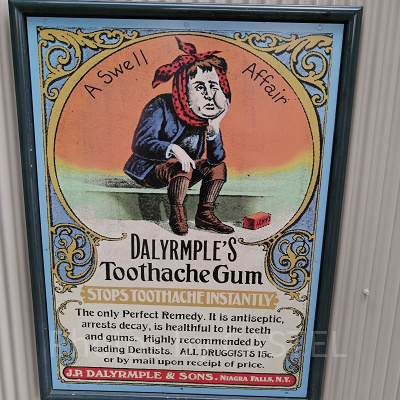 A Swell Affair
DALYRMPLE'S
Toothache Gum
STOPS TOOTHACHE INSTANTLY
The only Perfect Remedy. It is antiseptic,
arrests decay, is healthful to the teeth
and gums. Highly recommended by
leading Dentists. ALL DRUGGISTS 15c.
or by mail upon receipt of price.
J.P. DALYRMPLE & SONS. NIAGRA FALLS, N.Y.